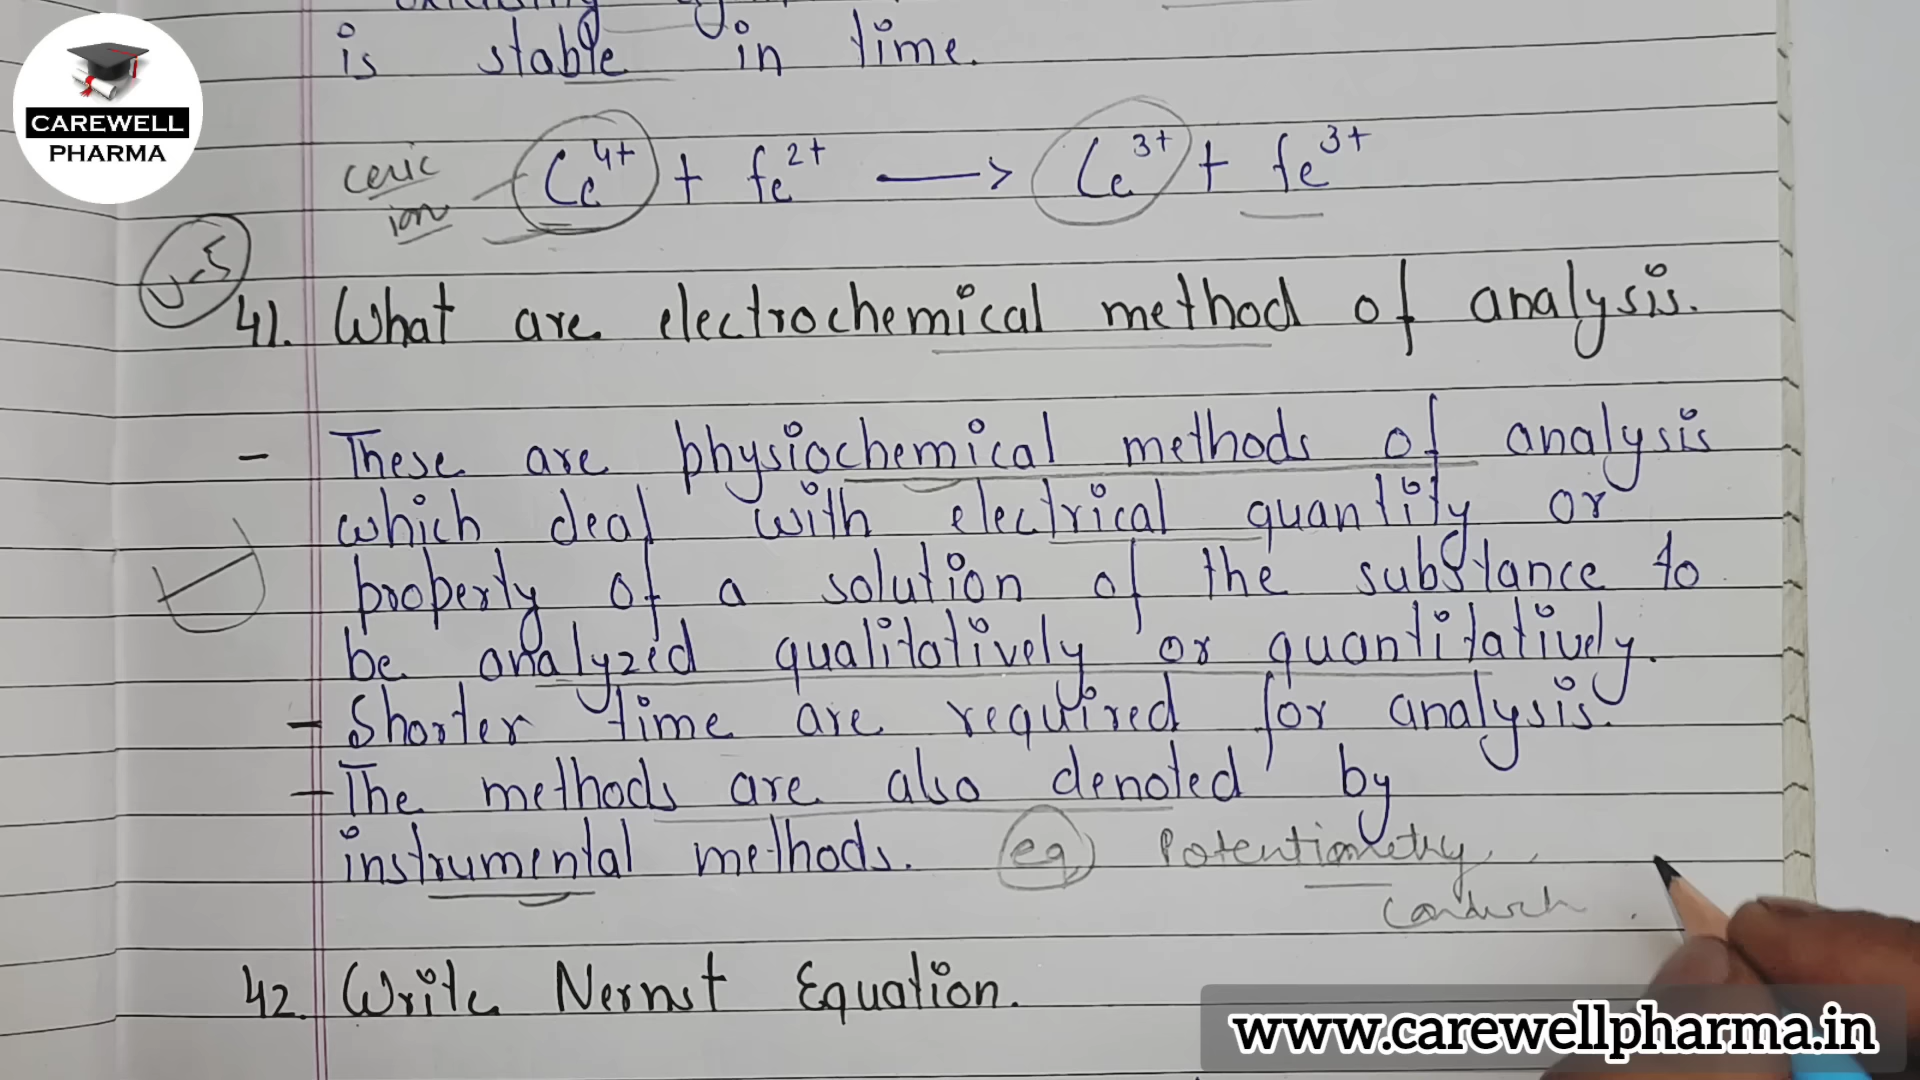 is stable in time.
CAREWELL
PHARMA
ceric
ion
Ce4+ + fe2+ → Ce3+ + fe3+
U-5
41. What are electrochemical method of analysis.
- These are physiochemical methods of analysis
which deal with electrical quantity or
property of a solution of the substance to
be analyzed qualitatively or quantitatively.
- Shorter time are required for analysis.
- The methods are also denoted by
instrumental methods. eg Potentiometry,
42. Write Nernst Equation.
www.carewellpharma.in